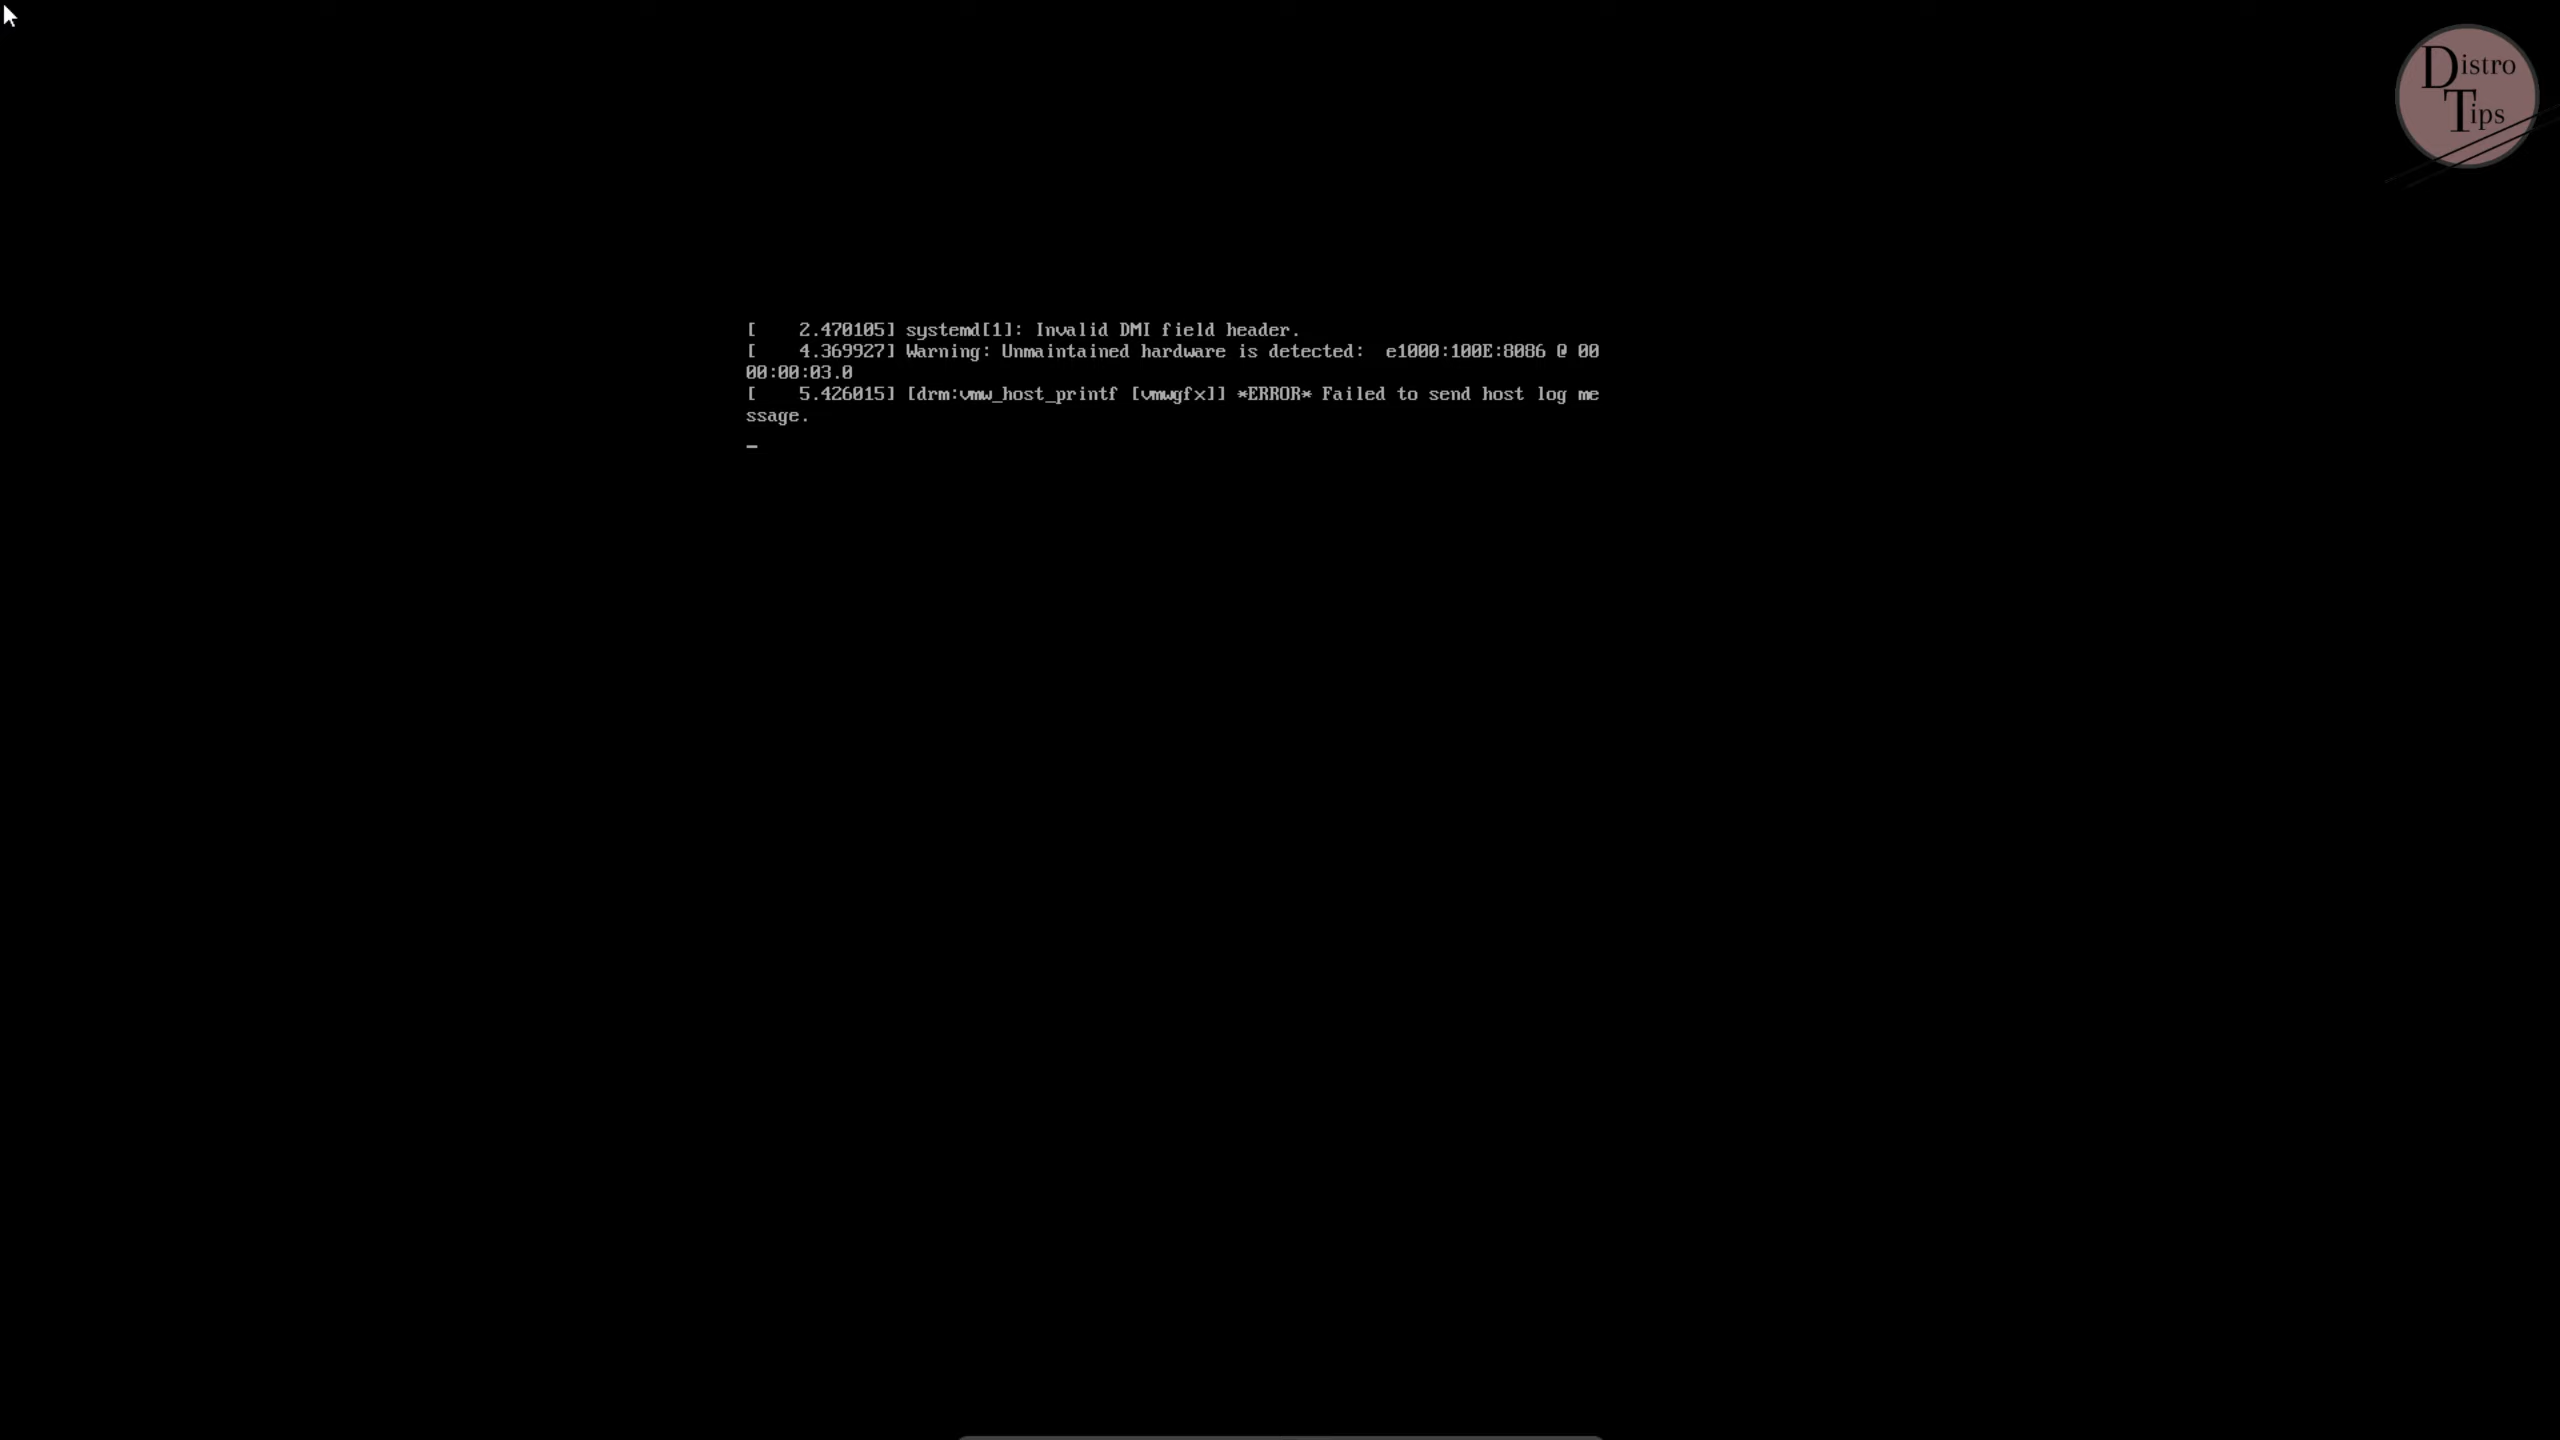 Distro
Tips
[    2.470105] systemd[1]: Invalid DMI field header.
[    4.369927] Warning: Unmaintained hardware is detected:  e1000:100E:8086 @ 00
00:00:03.0
[    5.426015] [drm:vmw_host_printf [vmwgfx]] *ERROR* Failed to send host log me
ssage.
_